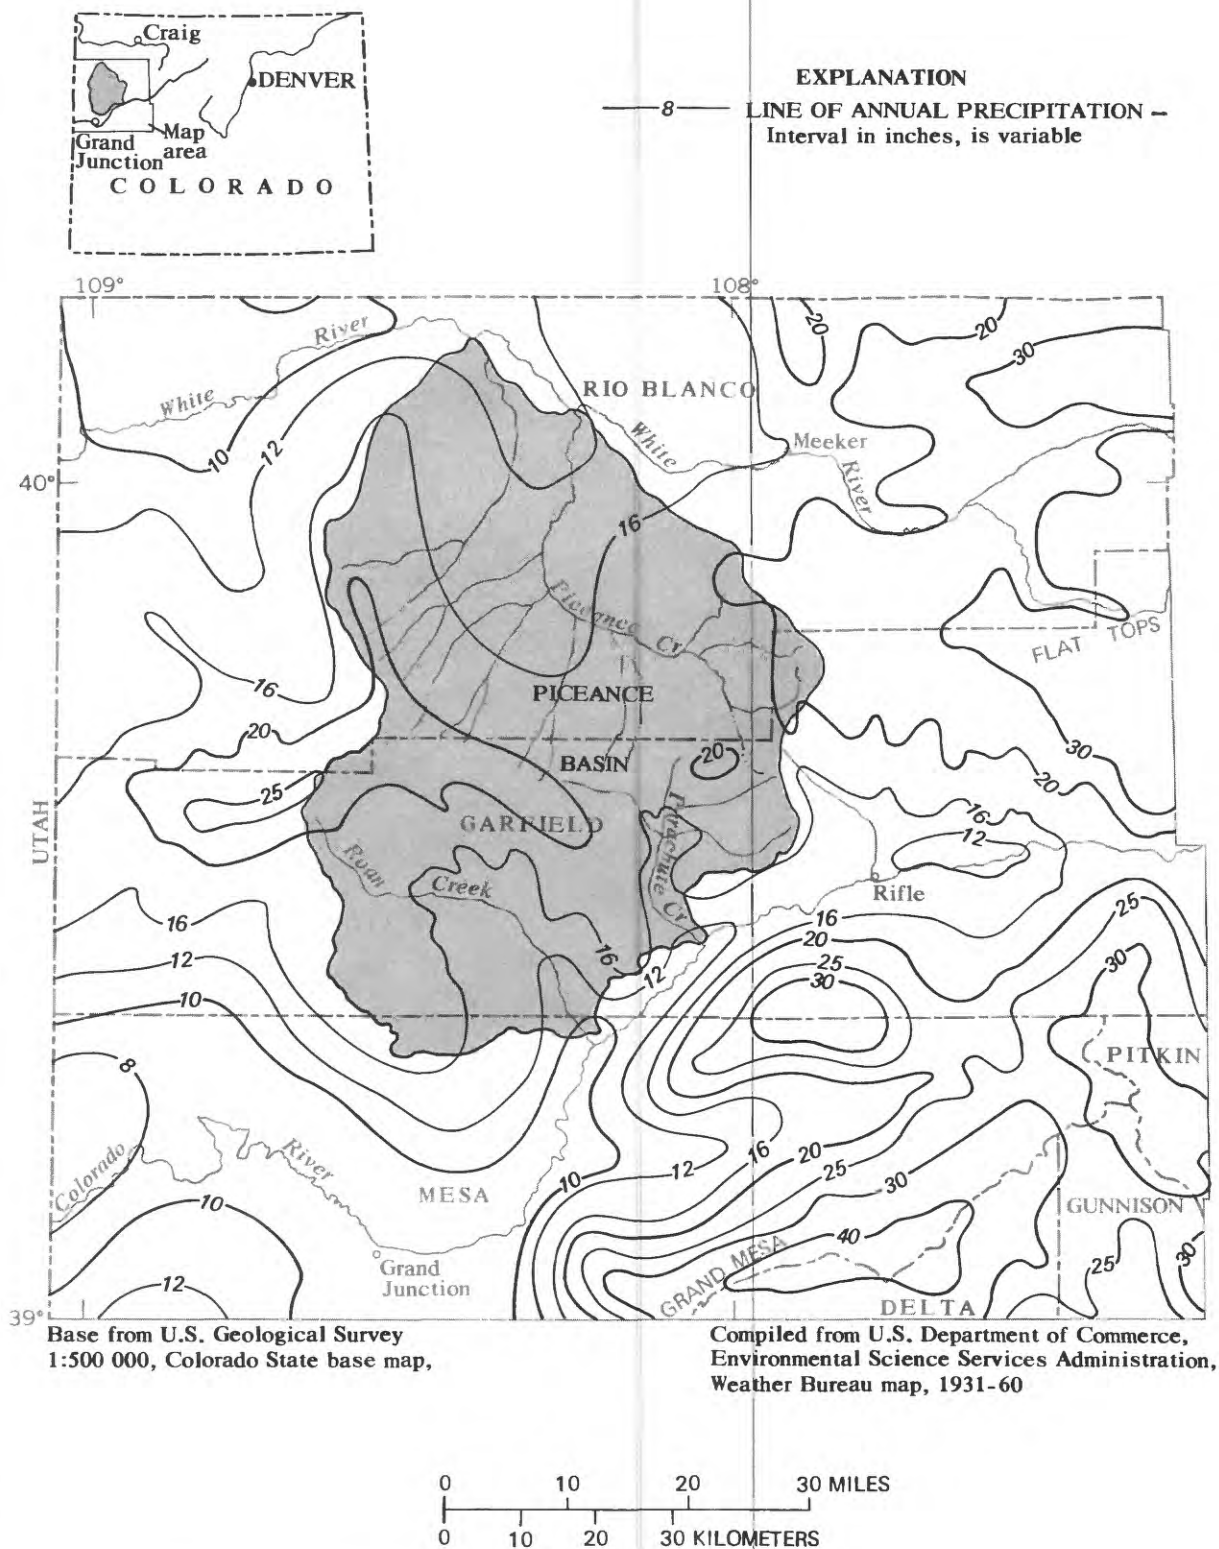 Craig
DENVER
Grand
Junction
Map
area
COLORADO
EXPLANATION
8 LINE OF ANNUAL PRECIPITATION –
Interval in inches, is variable
109°
108°
White River
RIO BLANCO
White River
Meeker
20
20
30
10
12
16
40°
Piceance Cr
FLAT TOPS
PICEANCE
BASIN
16
20
25
20
30
20
16
12
UTAH
GARFIELD
Roan Creek
Parachute Cr
Rifle
16
12
10
16
12
16
20
25
30
25
30
PITKIN
8
Colorado River
MESA
10
12
16
20
25
30
40
GUNNISON
10
12
Grand
Junction
GRAND MESA
25
30
DELTA
39°
Base from U.S. Geological Survey
1:500 000, Colorado State base map,
Compiled from U.S. Department of Commerce,
Environmental Science Services Administration,
Weather Bureau map, 1931-60
0 10 20 30 MILES
0 10 20 30 KILOMETERS